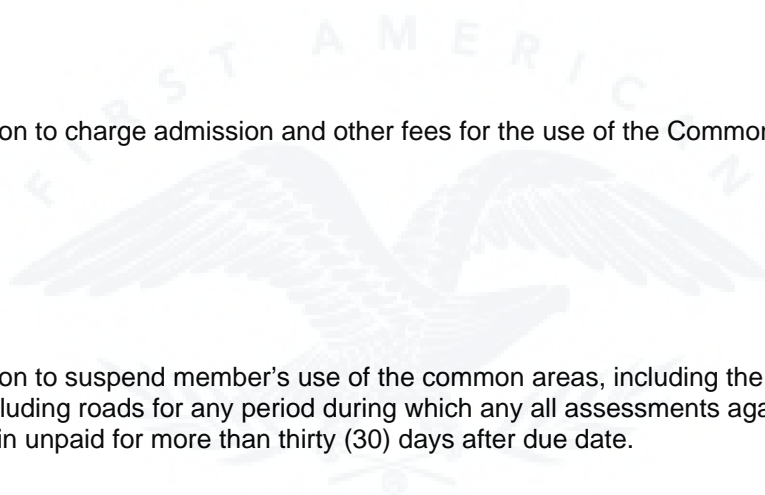 FIRST AMERICAN
on to charge admission and other fees for the use of the Common
on to suspend member's use of the common areas, including the
luding roads for any period during which any all assessments aga
in unpaid for more than thirty (30) days after due date.